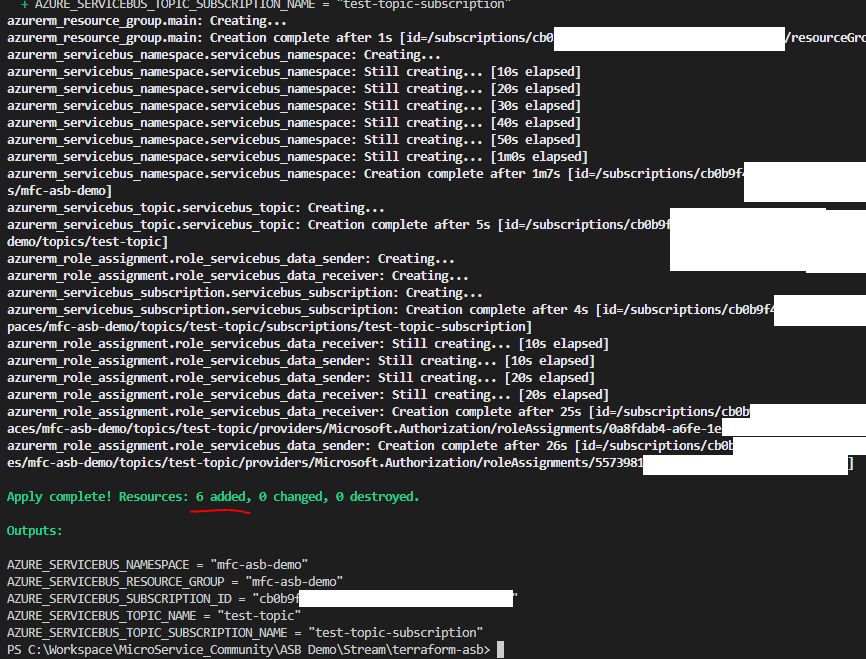 + AZURE_SERVICEBUS_TOPIC_SUBSCRIPTION_NAME = "test-topic-subscription"
azurerm_resource_group.main: Creating...
azurerm_resource_group.main: Creation complete after 1s [id=/subscriptions/cb0 /resourceGro
azurerm_servicebus_namespace.servicebus_namespace: Creating...
azurerm_servicebus_namespace.servicebus_namespace: Still creating... [10s elapsed]
azurerm_servicebus_namespace.servicebus_namespace: Still creating... [20s elapsed]
azurerm_servicebus_namespace.servicebus_namespace: Still creating... [30s elapsed]
azurerm_servicebus_namespace.servicebus_namespace: Still creating... [40s elapsed]
azurerm_servicebus_namespace.servicebus_namespace: Still creating... [50s elapsed]
azurerm_servicebus_namespace.servicebus_namespace: Still creating... [1m0s elapsed]
azurerm_servicebus_namespace.servicebus_namespace: Creation complete after 1m7s [id=/subscriptions/cb0b9f4
s/mfc-asb-demo]
azurerm_servicebus_topic.servicebus_topic: Creating...
azurerm_servicebus_topic.servicebus_topic: Creation complete after 5s [id=/subscriptions/cb0b9f
demo/topics/test-topic]
azurerm_role_assignment.role_servicebus_data_sender: Creating...
azurerm_role_assignment.role_servicebus_data_receiver: Creating...
azurerm_servicebus_subscription.servicebus_subscription: Creating...
azurerm_servicebus_subscription.servicebus_subscription: Creation complete after 4s [id=/subscriptions/cb0b9f4
paces/mfc-asb-demo/topics/test-topic/subscriptions/test-topic-subscription]
azurerm_role_assignment.role_servicebus_data_receiver: Still creating... [10s elapsed]
azurerm_role_assignment.role_servicebus_data_sender: Still creating... [10s elapsed]
azurerm_role_assignment.role_servicebus_data_sender: Still creating... [20s elapsed]
azurerm_role_assignment.role_servicebus_data_receiver: Still creating... [20s elapsed]
azurerm_role_assignment.role_servicebus_data_receiver: Creation complete after 25s [id=/subscriptions/cb0b
aces/mfc-asb-demo/topics/test-topic/providers/Microsoft.Authorization/roleAssignments/0a8fdab4-a6fe-1e
azurerm_role_assignment.role_servicebus_data_sender: Creation complete after 26s [id=/subscriptions/cb0b
es/mfc-asb-demo/topics/test-topic/providers/Microsoft.Authorization/roleAssignments/5573981 ]
Apply complete! Resources: 6 added, 0 changed, 0 destroyed.
Outputs:
AZURE_SERVICEBUS_NAMESPACE = "mfc-asb-demo"
AZURE_SERVICEBUS_RESOURCE_GROUP = "mfc-asb-demo"
AZURE_SERVICEBUS_SUBSCRIPTION_ID = "cb0b9f "
AZURE_SERVICEBUS_TOPIC_NAME = "test-topic"
AZURE_SERVICEBUS_TOPIC_SUBSCRIPTION_NAME = "test-topic-subscription"
PS C:\Workspace\MicroService_Community\ASB Demo\Stream\terraform-asb>